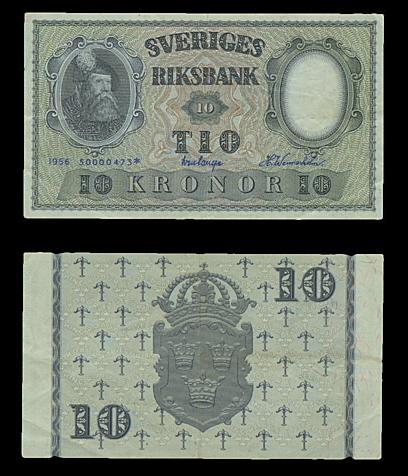 SVERIGES
RIKSBANK
10
TIO
1956 S0000473*
10 KRONOR 10
10
10